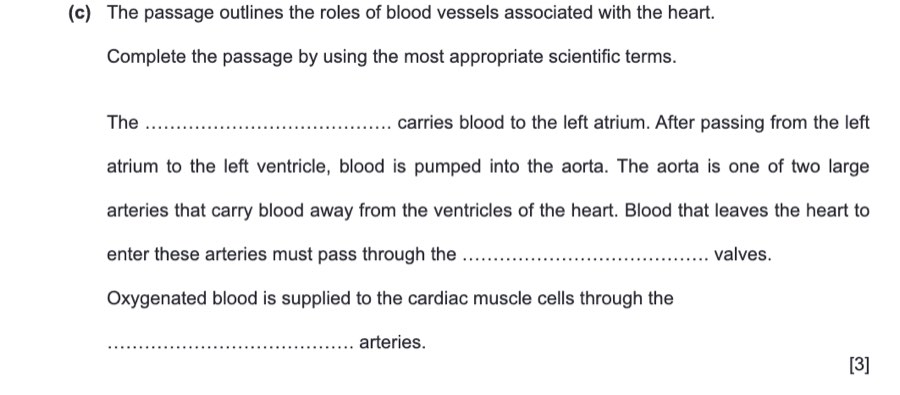 (c) The passage outlines the roles of blood vessels associated with the heart.
Complete the passage by using the most appropriate scientific terms.
The ........................................ carries blood to the left atrium. After passing from the left
atrium to the left ventricle, blood is pumped into the aorta. The aorta is one of two large
arteries that carry blood away from the ventricles of the heart. Blood that leaves the heart to
enter these arteries must pass through the ........................................ valves.
Oxygenated blood is supplied to the cardiac muscle cells through the
........................................ arteries.
[3]